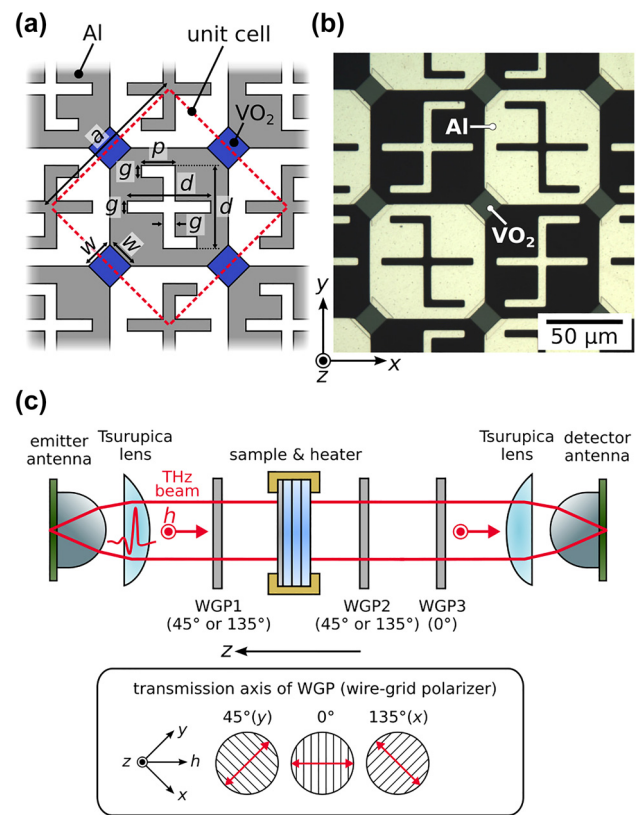 (a)
Al
unit cell
VO₂
a
p
g
d
g
d
g
w
w
(b)
Al
VO₂
50 μm
y
z
x
(c)
emitter
antenna
Tsurupica
lens
THz
beam
h
sample & heater
Tsurupica
lens
detector
antenna
WGP1
(45° or 135°)
WGP2
(45° or 135°)
WGP3
(0°)
z
transmission axis of WGP (wire-grid polarizer)
45°(y)
0°
135°(x)
y
z
h
x